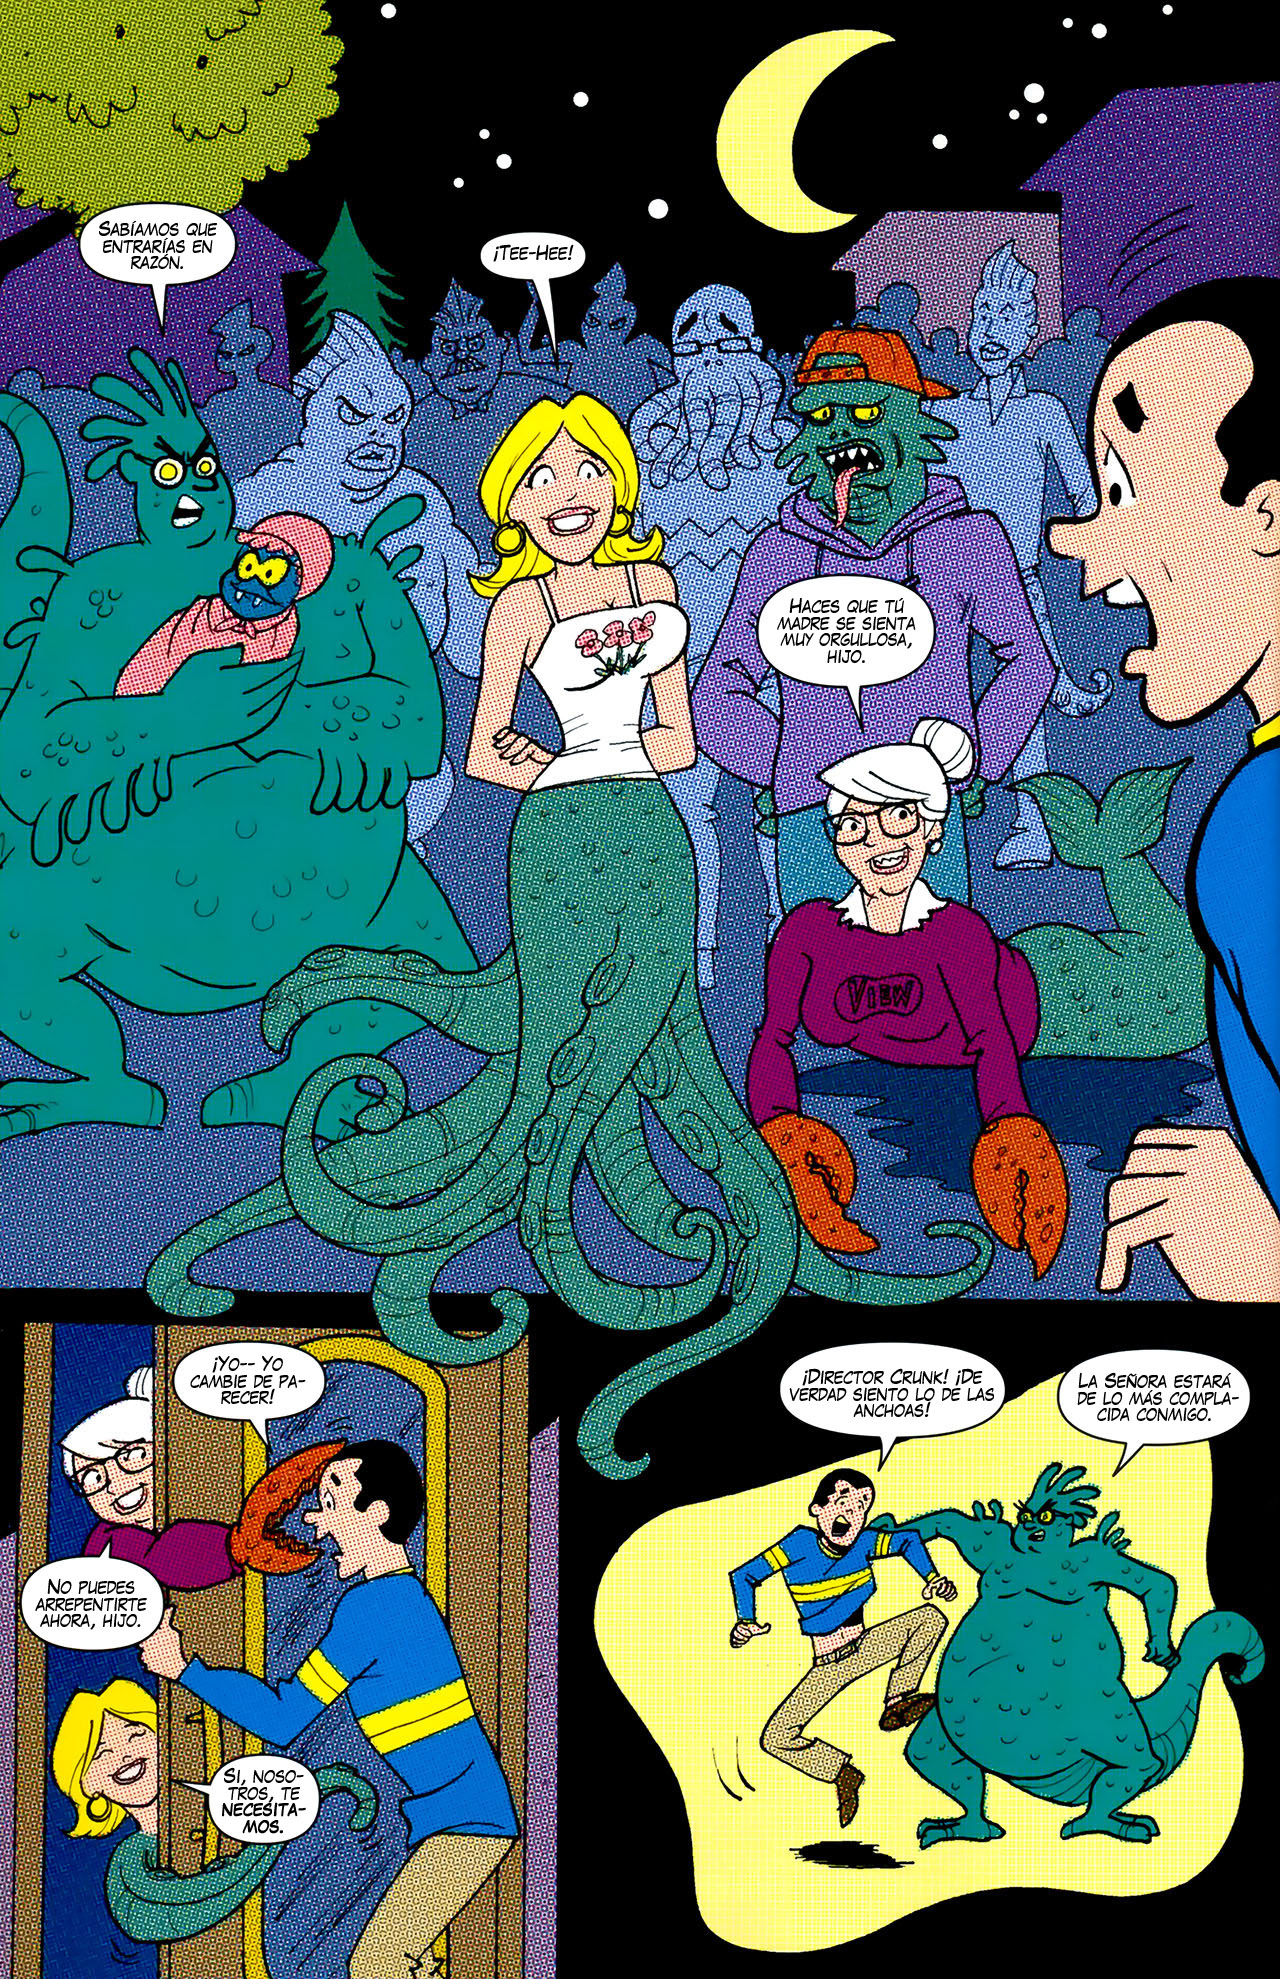 Sabíamos que
entrarías en
razón.
¡Tee-Hee!
Haces que tú
madre se sienta
muy orgullosa,
hijo.
View
¡Yo-- Yo
cambie de pa-
recer!
No puedes
arrepentirte
ahora, hijo.
Si, noso-
tros, te
necesita-
mos.
¡Director Crunk! ¡De
verdad siento lo de las
anchoas!
La Señora estará
de lo más compla-
cida conmigo.